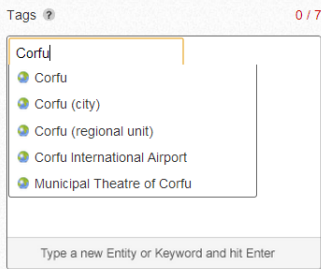 Tags ? 0 / 7
Corfu
Corfu
Corfu (city)
Corfu (regional unit)
Corfu International Airport
Municipal Theatre of Corfu
Type a new Entity or Keyword and hit Enter